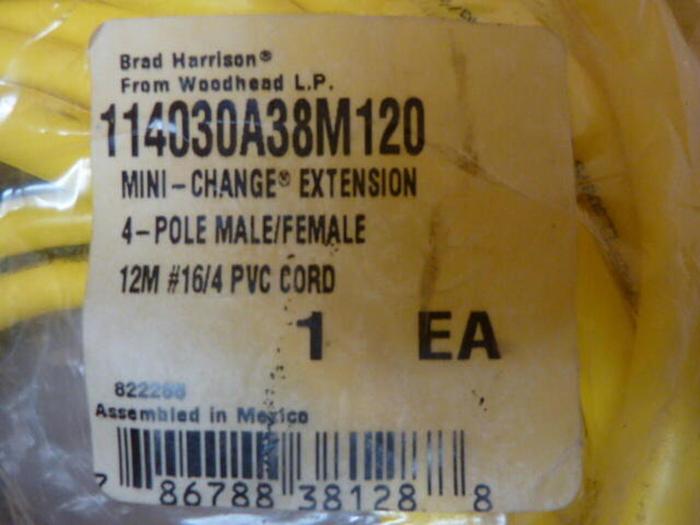 Brad Harrison®
From Woodhead L.P.
114030A38M120
MINI-CHANGE® EXTENSION
4-POLE MALE/FEMALE
12M #16/4 PVC CORD
1 EA
Assembled in Mexico
7 86788 38128 8